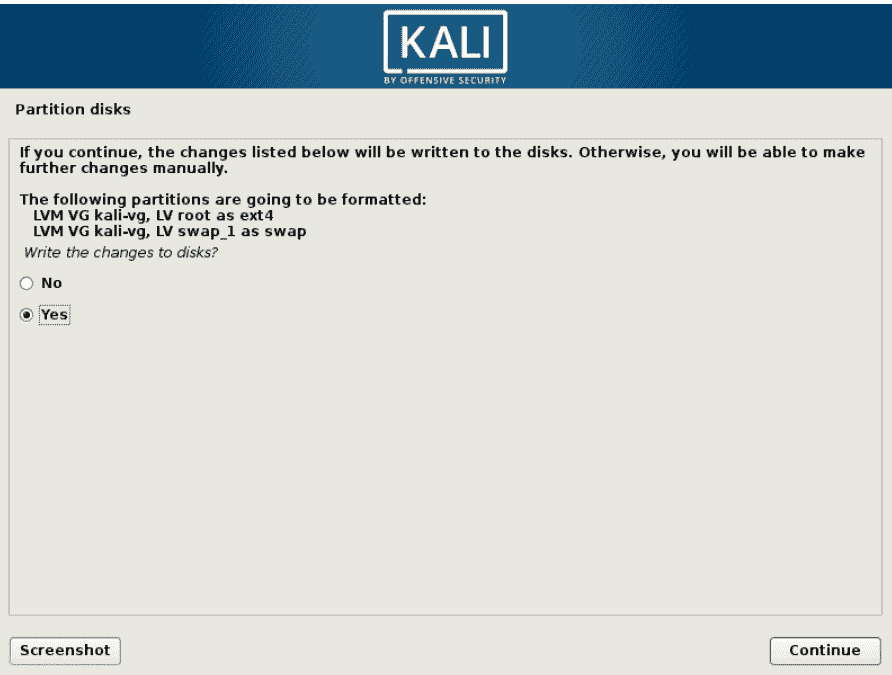 KALI
BY OFFENSIVE SECURITY
Partition disks
If you continue, the changes listed below will be written to the disks. Otherwise, you will be able to make
further changes manually.
The following partitions are going to be formatted:
LVM VG kali-vg, LV root as ext4
LVM VG kali-vg, LV swap_1 as swap
Write the changes to disks?
No
Yes
Screenshot
Continue